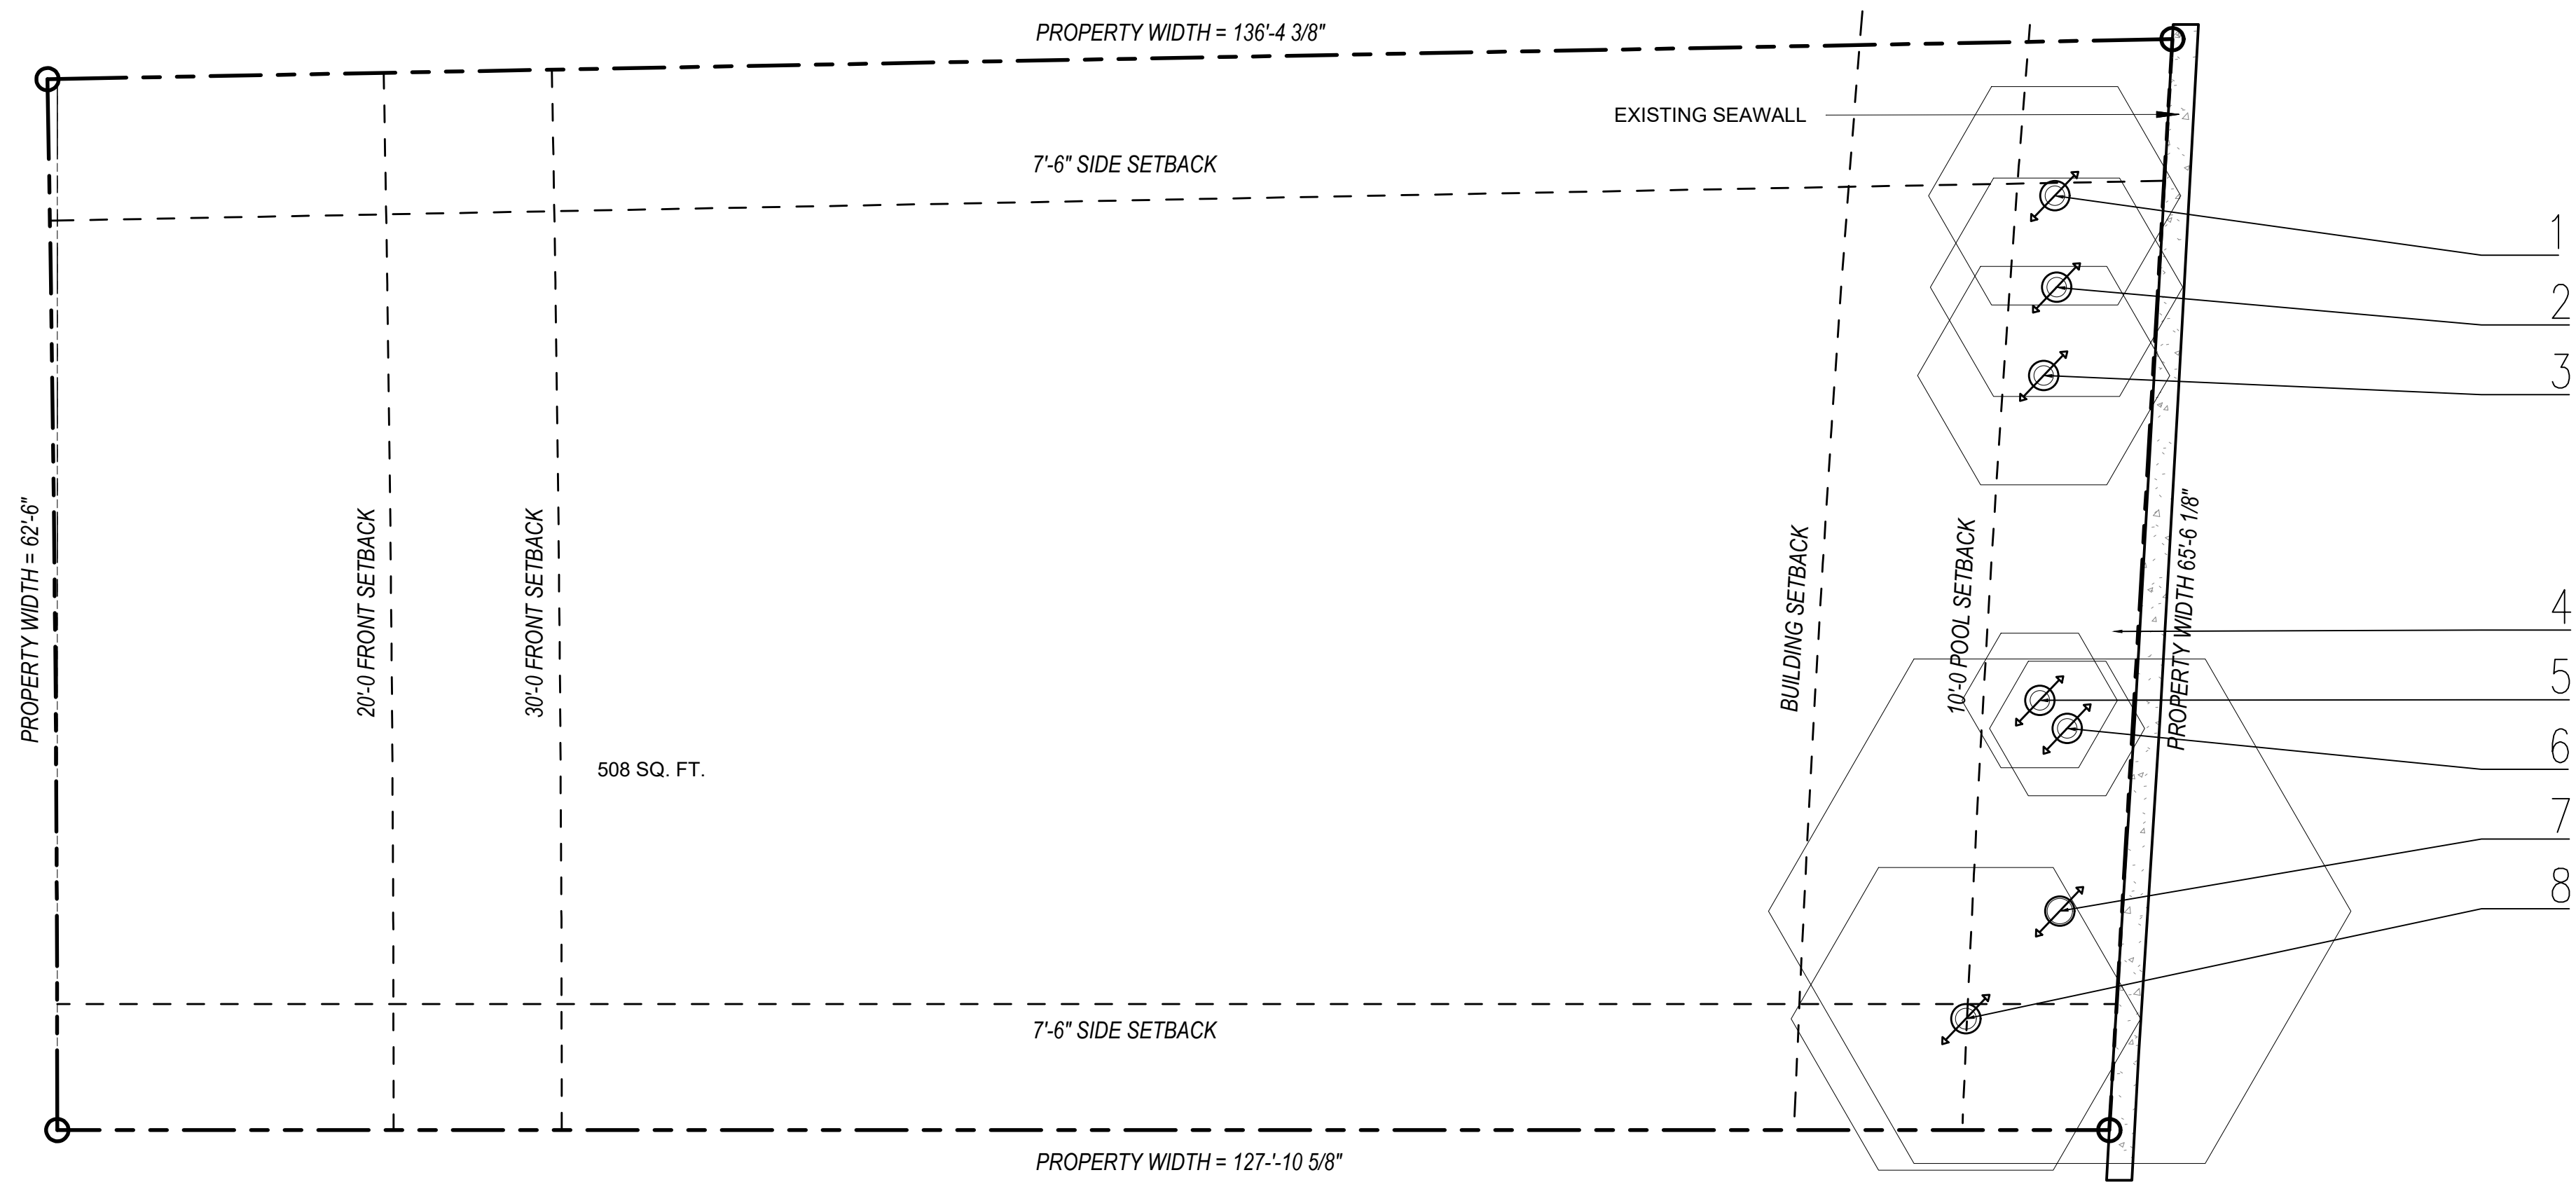 PROPERTY WIDTH = 136'-4 3/8"
EXISTING SEAWALL
7'-6" SIDE SETBACK
1
2
3
PROPERTY WIDTH = 62'-6"
20'-0 FRONT SETBACK
30'-0 FRONT SETBACK
BUILDING SETBACK
10'-0 POOL SETBACK
PROPERTY WIDTH 65'-6 1/8"
4
5
6
508 SQ. FT.
7
8
7'-6" SIDE SETBACK
PROPERTY WIDTH = 127-'-10 5/8"